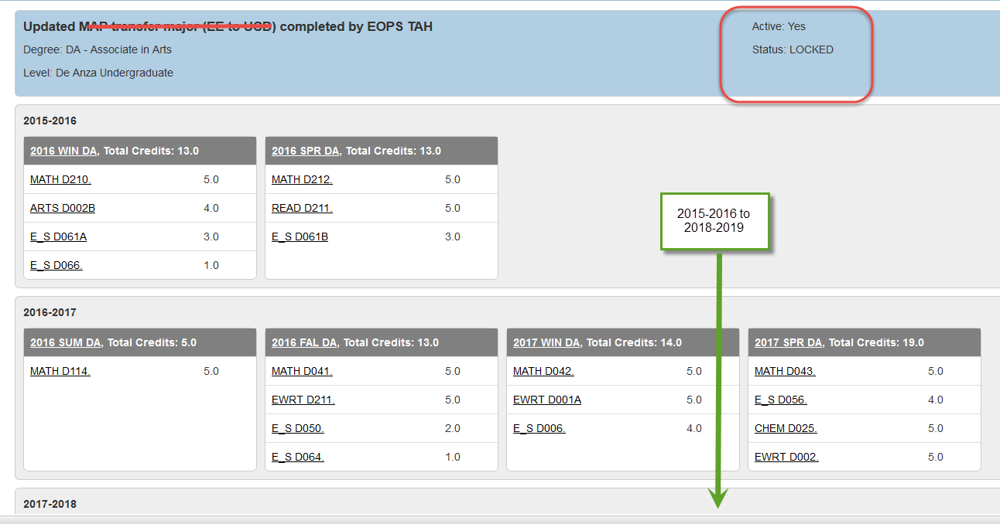 Updated MAP transfer major (EE to UCD) completed by EOPS TAH
Active: Yes
Degree: DA - Associate in Arts
Status: LOCKED
Level: De Anza Undergraduate
2015-2016
2016 WIN DA, Total Credits: 13.0
MATH D210. 5.0
ARTS D002B 4.0
E_S D061A 3.0
E_S D066. 1.0
2016 SPR DA, Total Credits: 13.0
MATH D212. 5.0
READ D211. 5.0
E_S D061B 3.0
2015-2016 to
2018-2019
2016-2017
2016 SUM DA, Total Credits: 5.0
MATH D114. 5.0
2016 FAL DA, Total Credits: 13.0
MATH D041. 5.0
EWRT D211. 5.0
E_S D050. 2.0
E_S D064. 1.0
2017 WIN DA, Total Credits: 14.0
MATH D042. 5.0
EWRT D001A 5.0
E_S D006. 4.0
2017 SPR DA, Total Credits: 19.0
MATH D043. 5.0
E_S D056. 4.0
CHEM D025. 5.0
EWRT D002. 5.0
2017-2018